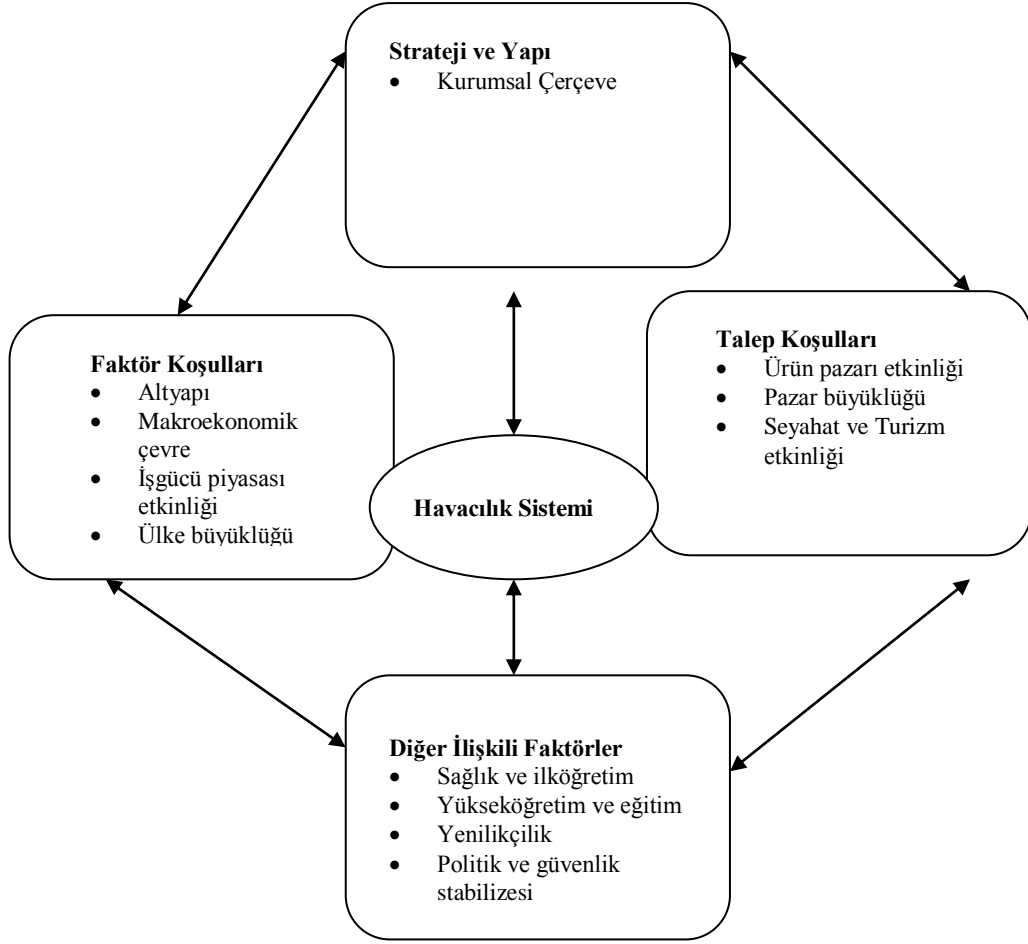 Strateji ve Yapı
• Kurumsal Çerçeve
Faktör Koşulları
• Altyapı
• Makroekonomik
çevre
• İşgücü piyasası
etkinliği
• Ülke büyüklüğü
Talep Koşulları
• Ürün pazarı etkinliği
• Pazar büyüklüğü
• Seyahat ve Turizm
etkinliği
Havacılık Sistemi
Diğer İlişkili Faktörler
• Sağlık ve ilköğretim
• Yükseköğretim ve eğitim
• Yenilikçilik
• Politik ve güvenlik
stabilizesi